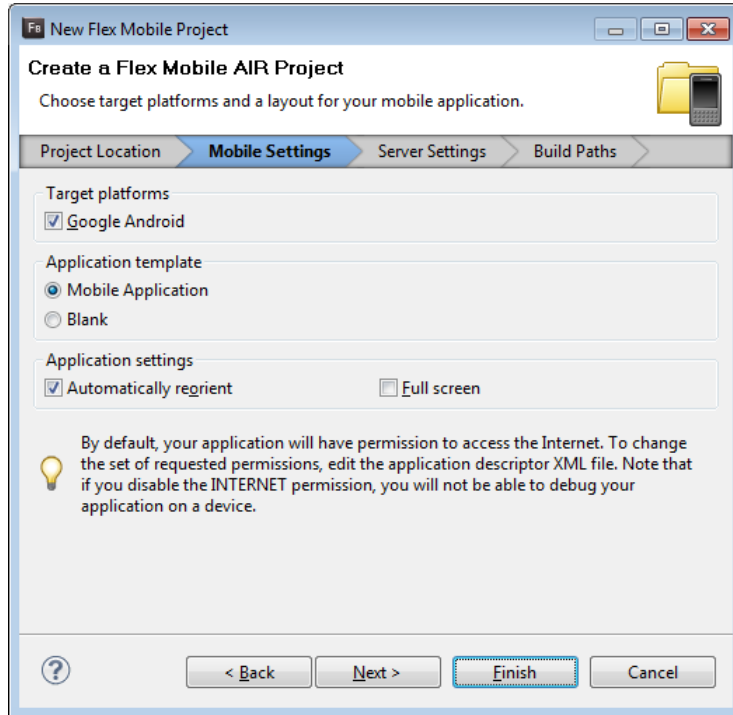 FB New Flex Mobile Project
Create a Flex Mobile AIR Project
Choose target platforms and a layout for your mobile application.
Project Location Mobile Settings Server Settings Build Paths
Target platforms
Google Android
Application template
Mobile Application
Blank
Application settings
Automatically reorient Full screen
By default, your application will have permission to access the Internet. To change
the set of requested permissions, edit the application descriptor XML file. Note that
if you disable the INTERNET permission, you will not be able to debug your
application on a device.
? < Back Next > Finish Cancel